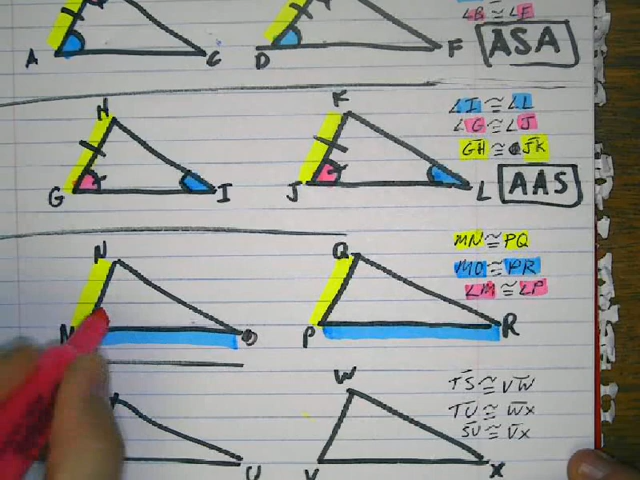 ∠B ≅ ∠E
A C D F ASA
H K
∠I ≅ ∠L
∠G ≅ ∠J
GH ≅ JK
G I J L AAS
N Q
MN ≅ PQ
MO ≅ PR
∠M ≅ ∠P
M O P R
W
TS ≅ VW
TU ≅ WX
SU ≅ VX
U V X